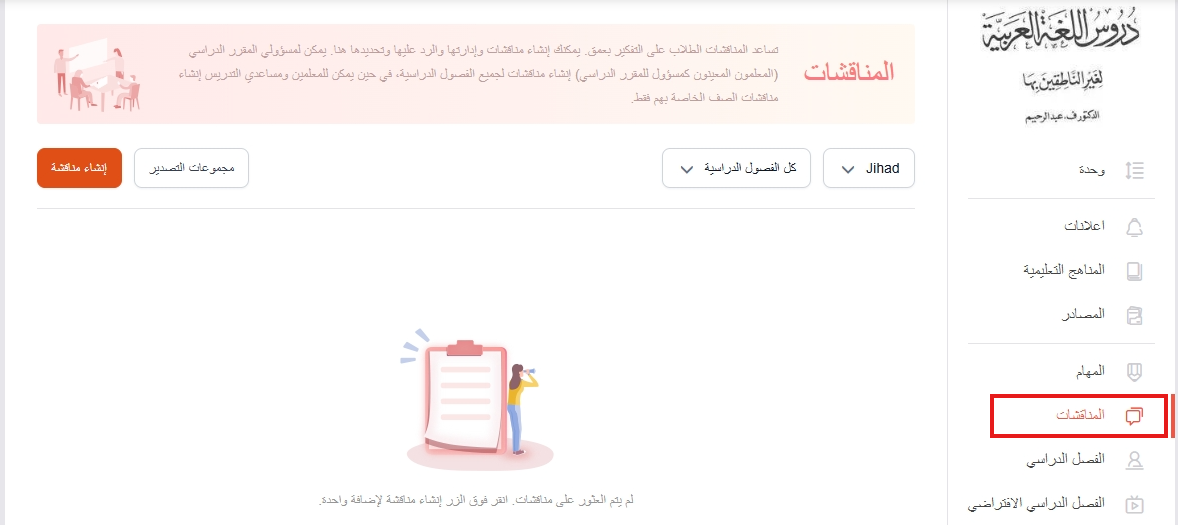 دروس اللغة العربية
لغير الناطقين بها
الدكتور ف. عبد الرحيم
وحدة
اعلانات
المناهج التعليمية
المصادر
المهام
المناقشات
الفصل الدراسي
الفصل الدراسي الافتراضي
المناقشات
تساعد المناقشات الطلاب على التفكير بعمق. يمكنك إنشاء مناقشات وإدارتها والرد عليها وتحديدها هنا. يمكن لمسؤولي المقرر الدراسي
(المعلمون المعينون كمسؤول للمقرر الدراسي) إنشاء مناقشات لجميع الفصول الدراسية، في حين يمكن للمعلمين ومساعدي التدريس إنشاء
مناقشات الصف الخاصة بهم فقط.
Jihad
كل الفصول الدراسية
مجموعات التصدير
إنشاء مناقشة
لم يتم العثور على مناقشات. انقر فوق الزر إنشاء مناقشة لإضافة واحدة.